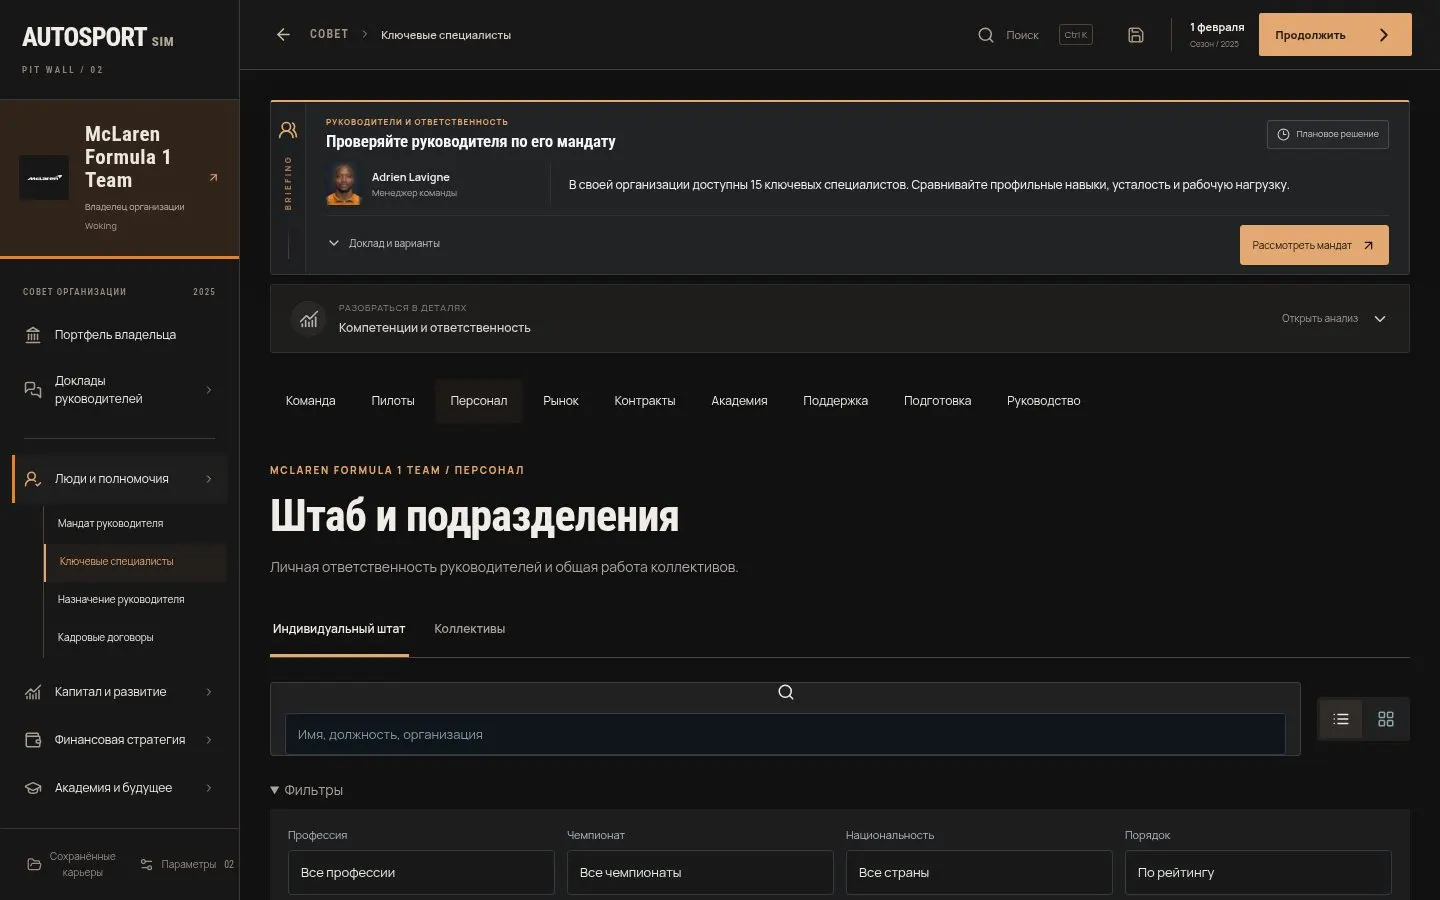 AUTOSPORT SIM
PIT WALL / 02
McLaren
Formula 1
Team
Владелец организации
Woking
McLaren
СОВЕТ ОРГАНИЗАЦИИ 2025
Портфель владельца
Доклады
руководителей
Люди и полномочия
Мандат руководителя
Ключевые специалисты
Назначение руководителя
Кадровые договоры
Капитал и развитие
Финансовая стратегия
Академия и будущее
Сохранённые
карьеры
Параметры 02
СОВЕТ
Ключевые специалисты
Поиск
Ctrl K
1 февраля
Сезон / 2025
Продолжить
BRIEFING
РУКОВОДИТЕЛИ И ОТВЕТСТВЕННОСТЬ
Проверяйте руководителя по его мандату
Плановое решение
Adrien Lavigne
Менеджер команды
В своей организации доступны 15 ключевых специалистов. Сравнивайте профильные навыки, усталость и рабочую нагрузку.
Доклад и варианты
Рассмотреть мандат
РАЗОБРАТЬСЯ В ДЕТАЛЯХ
Компетенции и ответственность
Открыть анализ
Команда Пилоты Персонал Рынок Контракты Академия Поддержка Подготовка Руководство
MCLAREN FORMULA 1 TEAM / ПЕРСОНАЛ
Штаб и подразделения
Личная ответственность руководителей и общая работа коллективов.
Индивидуальный штат Коллективы
Имя, должность, организация
Фильтры
Профессия Чемпионат Национальность Порядок
Все профессии Все чемпионаты Все страны По рейтингу